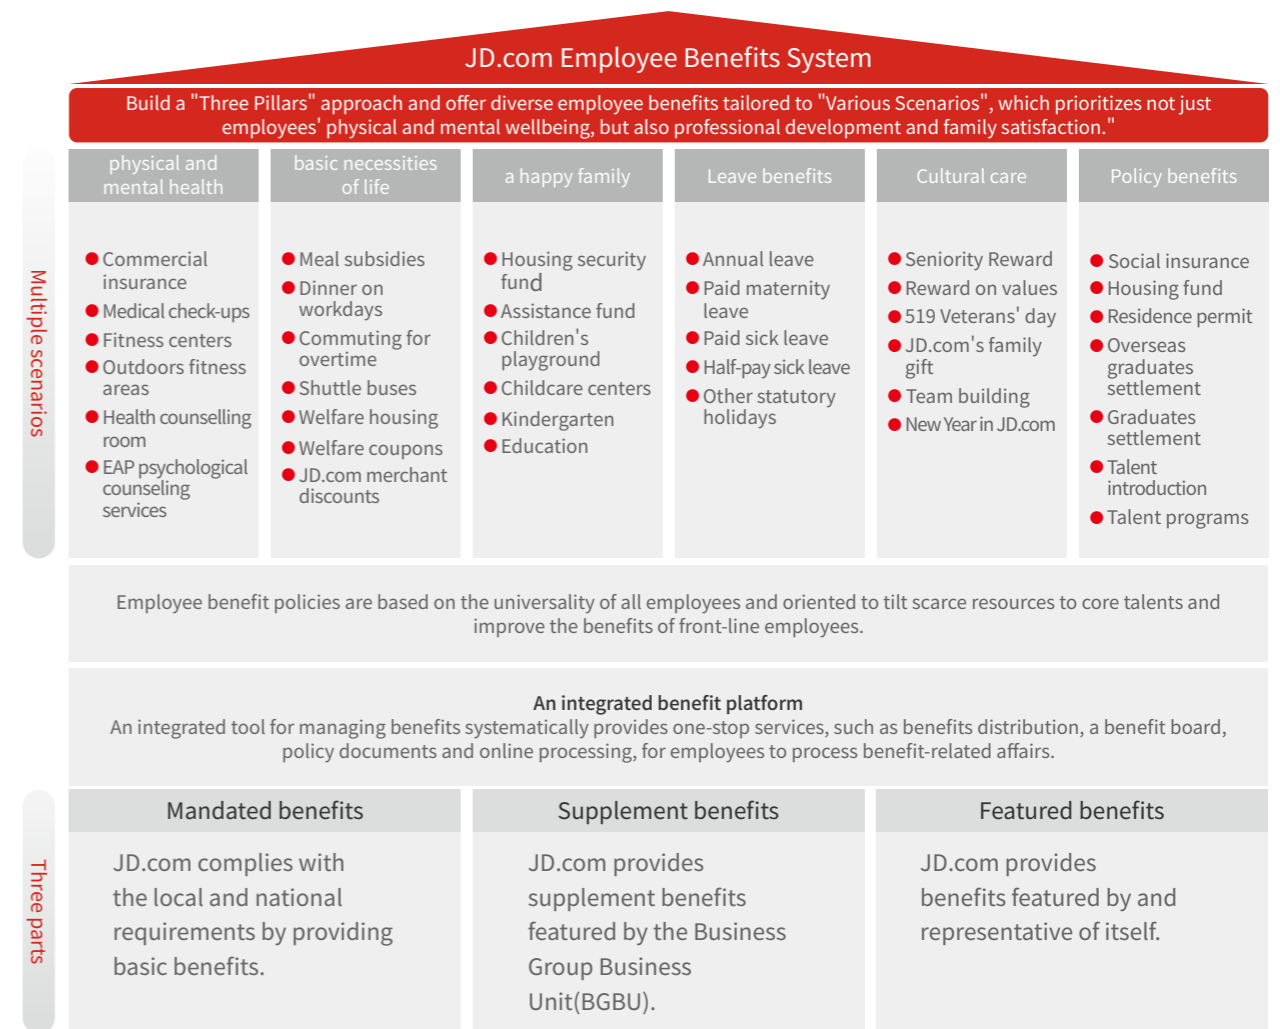 JD.com Employee Benefits System
Build a "Three Pillars" approach and offer diverse employee benefits tailored to "Various Scenarios", which prioritizes not just
employees' physical and mental wellbeing, but also professional development and family satisfaction."
Multiple scenarios
physical and
mental health
Commercial
insurance
Medical check-ups
Fitness centers
Outdoors fitness
areas
Health counselling
room
EAP psychological
counseling
services
basic necessities
of life
Meal subsidies
Dinner on
workdays
Commuting for
overtime
Shuttle buses
Welfare housing
Welfare coupons
JD.com merchant
discounts
a happy family
Housing security
fund
Assistance fund
Children's
playground
Childcare centers
Kindergarten
Education
Leave benefits
Annual leave
Paid maternity
leave
Paid sick leave
Half-pay sick leave
Other statutory
holidays
Cultural care
Seniority Reward
Reward on values
519 Veterans' day
JD.com's family
gift
Team building
New Year in JD.com
Policy benefits
Social insurance
Housing fund
Residence permit
Overseas
graduates
settlement
Graduates
settlement
Talent
introduction
Talent programs
Employee benefit policies are based on the universality of all employees and oriented to tilt scarce resources to core talents and
improve the benefits of front-line employees.
An integrated benefit platform
An integrated tool for managing benefits systematically provides one-stop services, such as benefits distribution, a benefit board,
policy documents and online processing, for employees to process benefit-related affairs.
Three parts
Mandated benefits
JD.com complies with
the local and national
requirements by providing
basic benefits.
Supplement benefits
JD.com provides
supplement benefits
featured by the Business
Group Business
Unit(BGBU).
Featured benefits
JD.com provides
benefits featured by and
representative of itself.